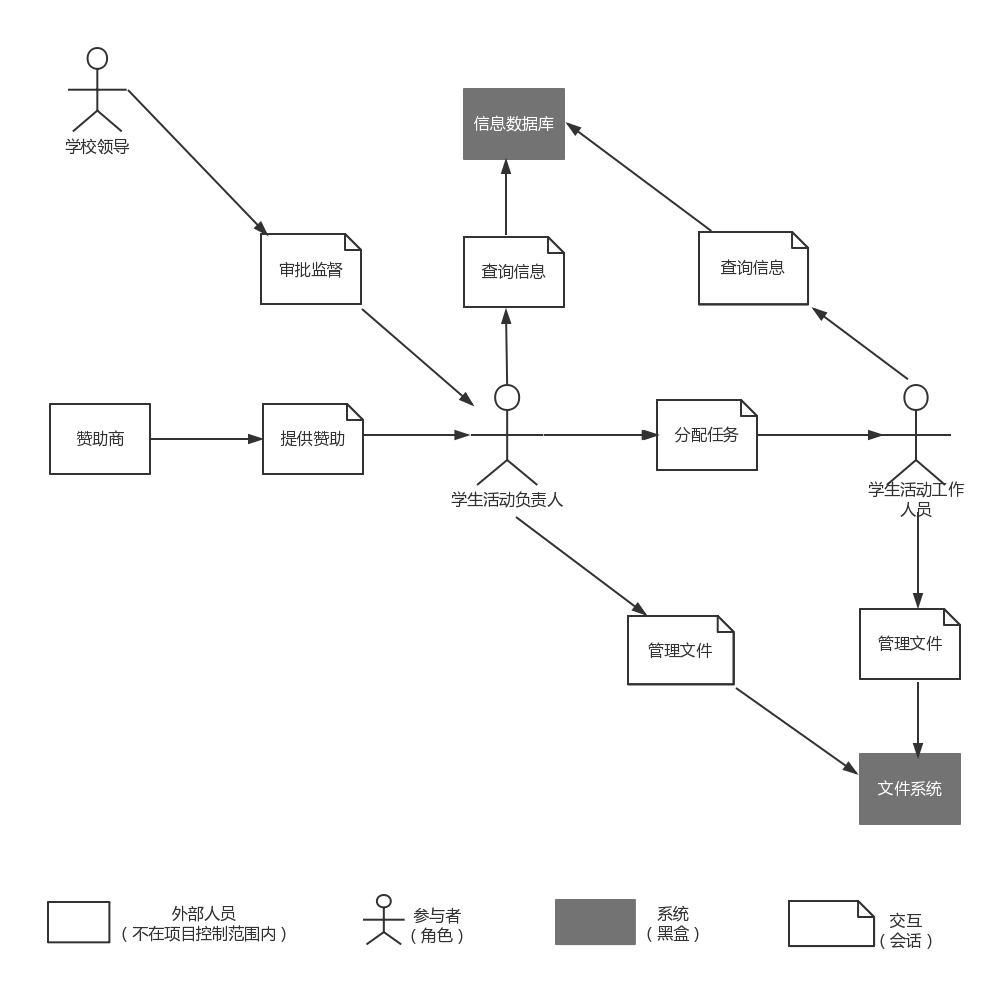 学校领导
信息数据库
审批监督
查询信息
查询信息
赞助商
提供赞助
分配任务
学生活动负责人
学生活动工作
人员
管理文件
管理文件
文件系统
外部人员
（不在项目控制范围内）
参与者
（角色）
系统
（黑盒）
交互
（会话）